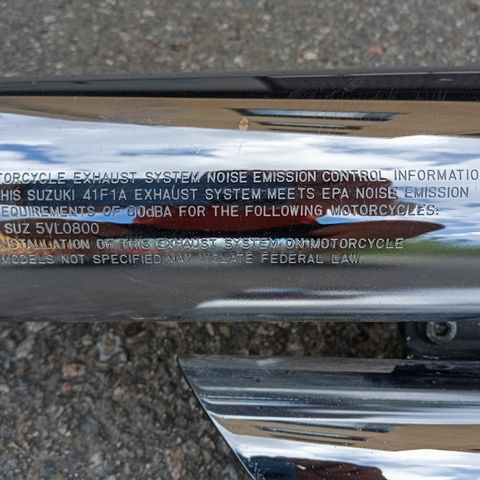 TORCYCLE EXHAUST SYSTEM NOISE EMISSION CONTROL INFORMATIO
HIS SUZUKI 41F1A EXHAUST SYSTEM MEETS EPA NOISE EMISSION
EQUIREMENTS OF 80dBA FOR THE FOLLOWING MOTORCYCLES:
SUZ 5VL0800
NSTALLATION OF THIS EXHAUST SYSTEM ON MOTORCYCLE
MODELS NOT SPECIFIED MAY VIOLATE FEDERAL LAW.